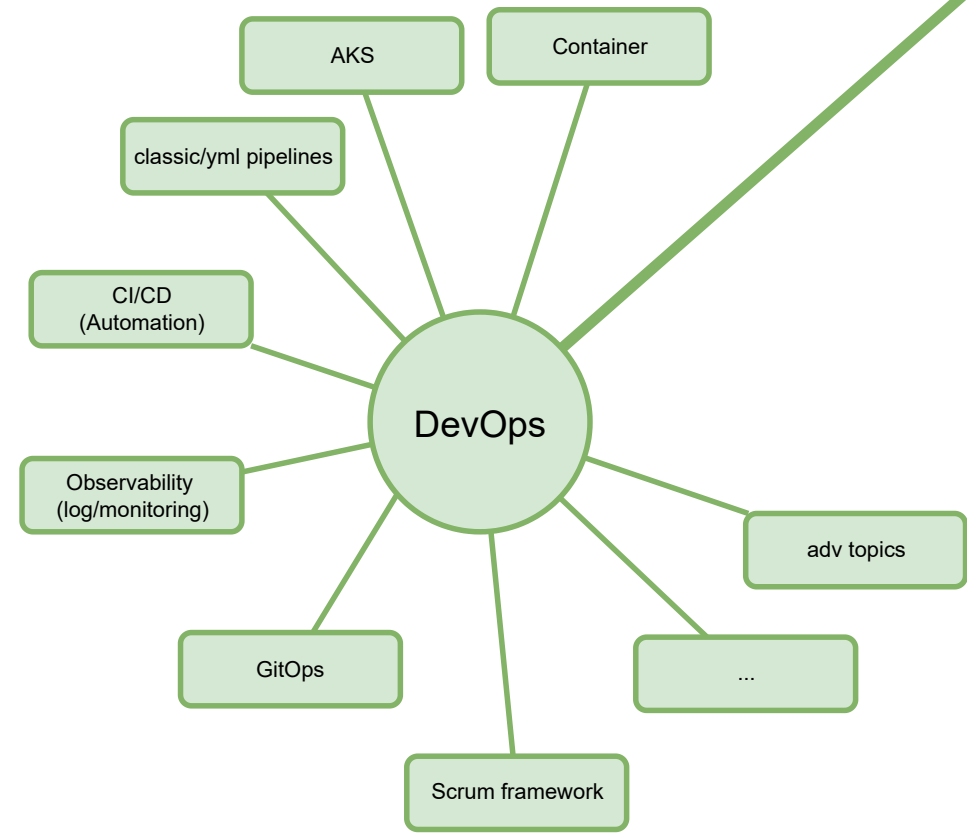 AKS
Container
classic/yml pipelines
CI/CD
(Automation)
DevOps
Observability
(log/monitoring)
adv topics
GitOps
...
Scrum framework